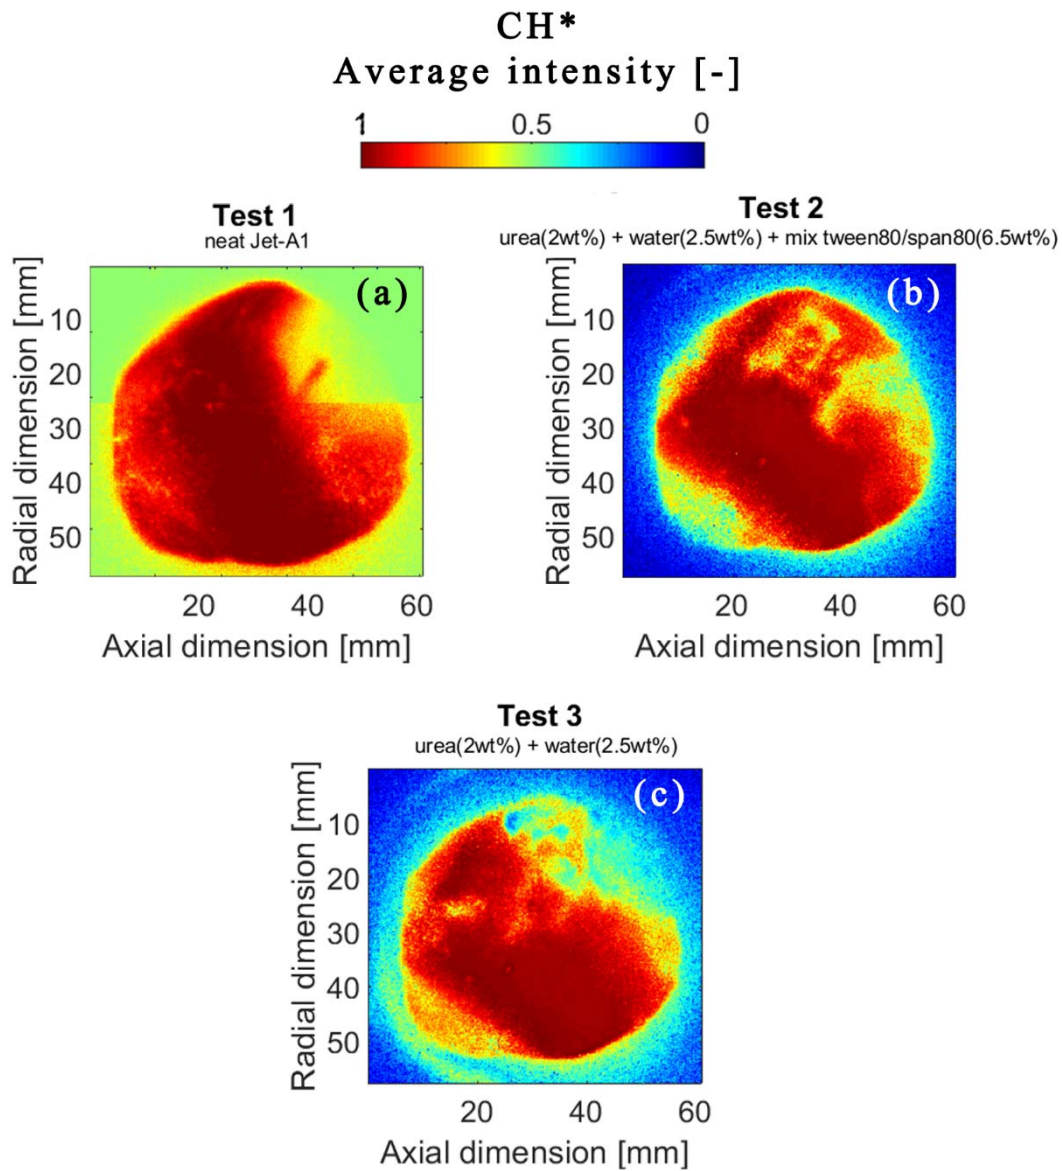 CH*
Average intensity [-]
1 0.5 0
Test 1
neat Jet-A1
(a)
Radial dimension [mm]
10
20
30
40
50
20 40 60
Axial dimension [mm]
Test 2
urea(2wt%) + water(2.5wt%) + mix tween80/span80(6.5wt%)
(b)
Radial dimension [mm]
10
20
30
40
50
20 40 60
Axial dimension [mm]
Test 3
urea(2wt%) + water(2.5wt%)
(c)
Radial dimension [mm]
10
20
30
40
50
20 40 60
Axial dimension [mm]